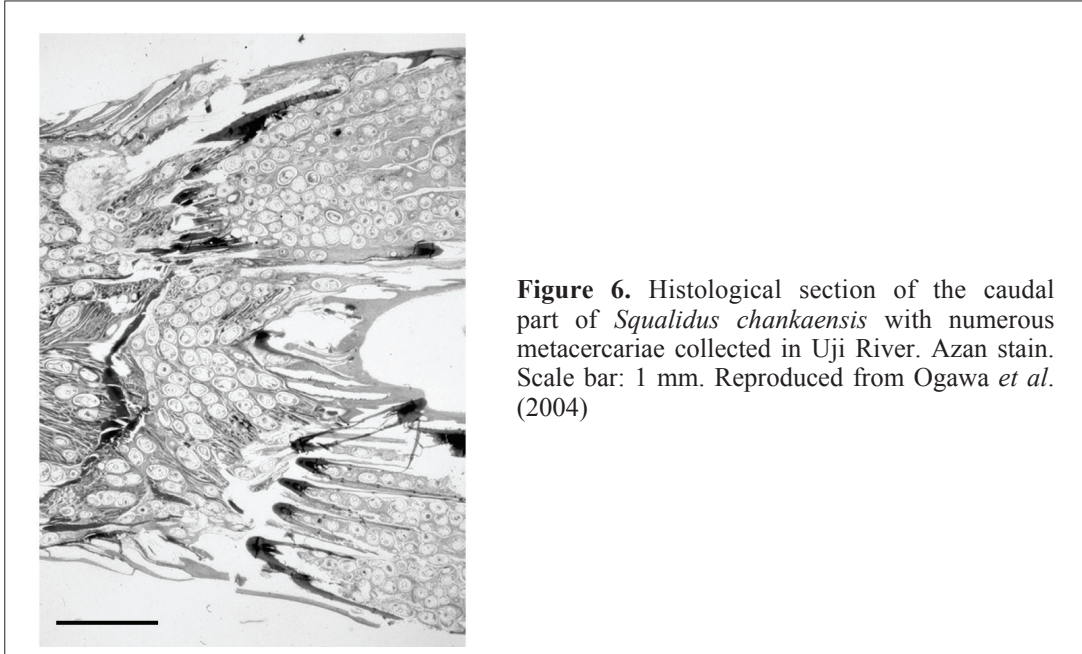 Figure 6. Histological section of the caudal
part of Squalidus chankaensis with numerous
metacercariae collected in Uji River. Azan stain.
Scale bar: 1 mm. Reproduced from Ogawa et al.
(2004)